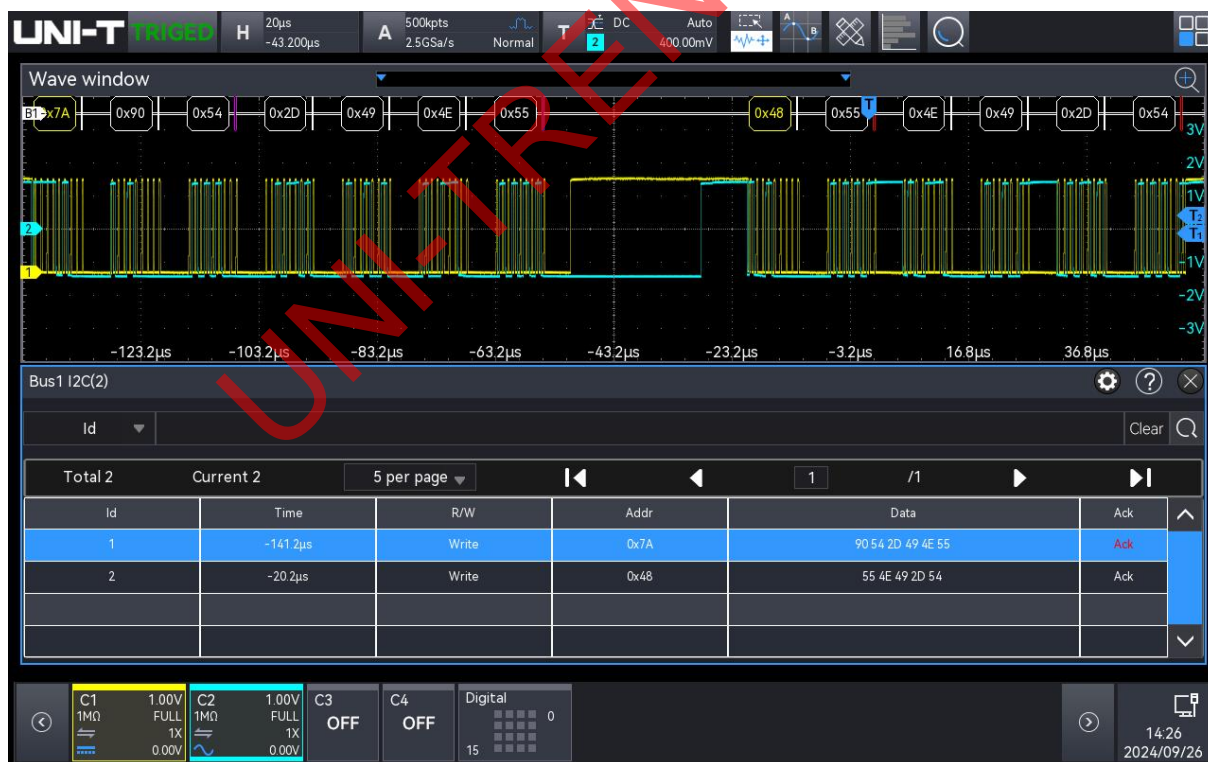 UNI-T TRIGED H 20µs -43.200µs A 500kpts 2.5GSa/s Normal T DC 2 Auto 400.00mV
Wave window
B1 0x7A 0x90 0x54 0x2D 0x49 0x4E 0x55 0x48 0x55 T 0x4E 0x49 0x2D 0x54
3V
2V
1V
T2
2
T1
1
-1V
-2V
-3V
-123.2µs -103.2µs -83.2µs -63.2µs -43.2µs -23.2µs -3.2µs 16.8µs 36.8µs
UNI-TREN
Bus1 I2C(2)
Id Clear
Total 2 Current 2 5 per page 1 /1
Id Time R/W Addr Data Ack
1 -141.2µs Write 0x7A 90 54 2D 49 4E 55 Ack
2 -20.2µs Write 0x48 55 4E 49 2D 54 Ack
C1 1.00V C2 1.00V C3 C4 Digital
1MΩ FULL 1MΩ FULL OFF OFF 0
1X 1X
0.00V 0.00V 15
14:26
2024/09/26